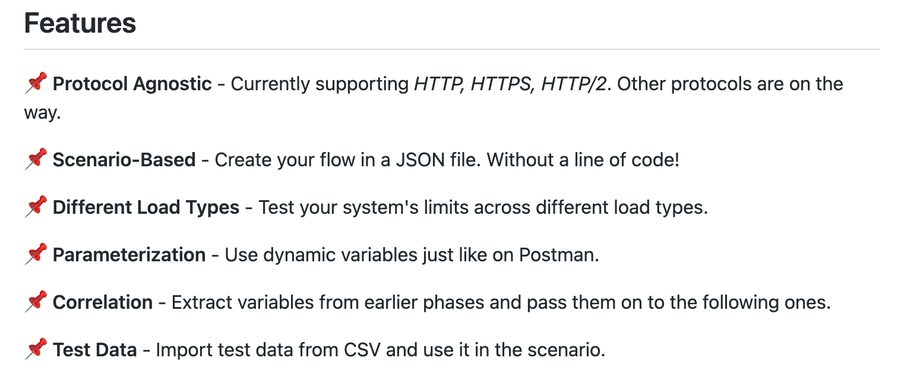 Features
📌 Protocol Agnostic - Currently supporting HTTP, HTTPS, HTTP/2. Other protocols are on the
way.
📌 Scenario-Based - Create your flow in a JSON file. Without a line of code!
📌 Different Load Types - Test your system's limits across different load types.
📌 Parameterization - Use dynamic variables just like on Postman.
📌 Correlation - Extract variables from earlier phases and pass them on to the following ones.
📌 Test Data - Import test data from CSV and use it in the scenario.